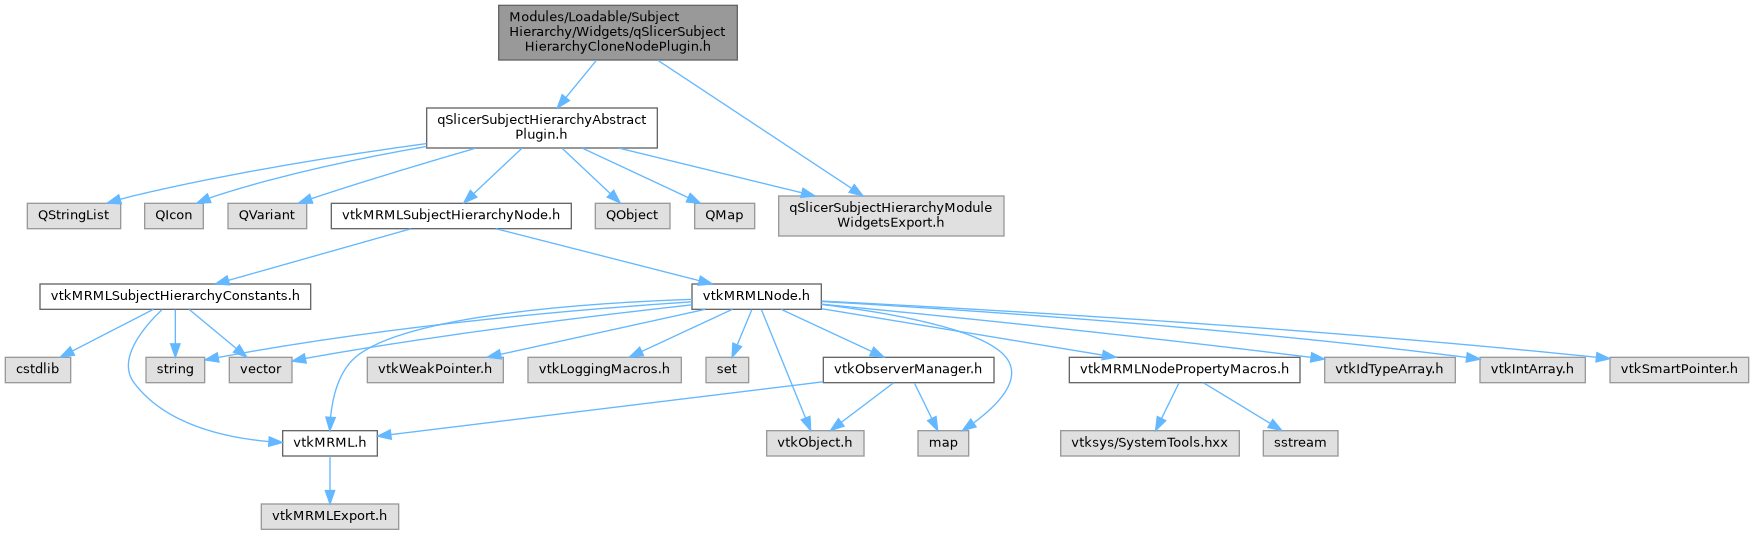 Modules/Loadable/Subject
Hierarchy/Widgets/qSlicerSubject
HierarchyCloneNodePlugin.h
qSlicerSubjectHierarchyAbstract
Plugin.h
QStringList
QIcon
QVariant
vtkMRMLSubjectHierarchyNode.h
QObject
QMap
qSlicerSubjectHierarchyModule
WidgetsExport.h
vtkMRMLSubjectHierarchyConstants.h
vtkMRMLNode.h
cstdlib
string
vector
vtkWeakPointer.h
vtkLoggingMacros.h
set
vtkObserverManager.h
vtkMRMLNodePropertyMacros.h
vtkIdTypeArray.h
vtkIntArray.h
vtkSmartPointer.h
vtkMRML.h
vtkObject.h
map
vtksys/SystemTools.hxx
sstream
vtkMRMLExport.h